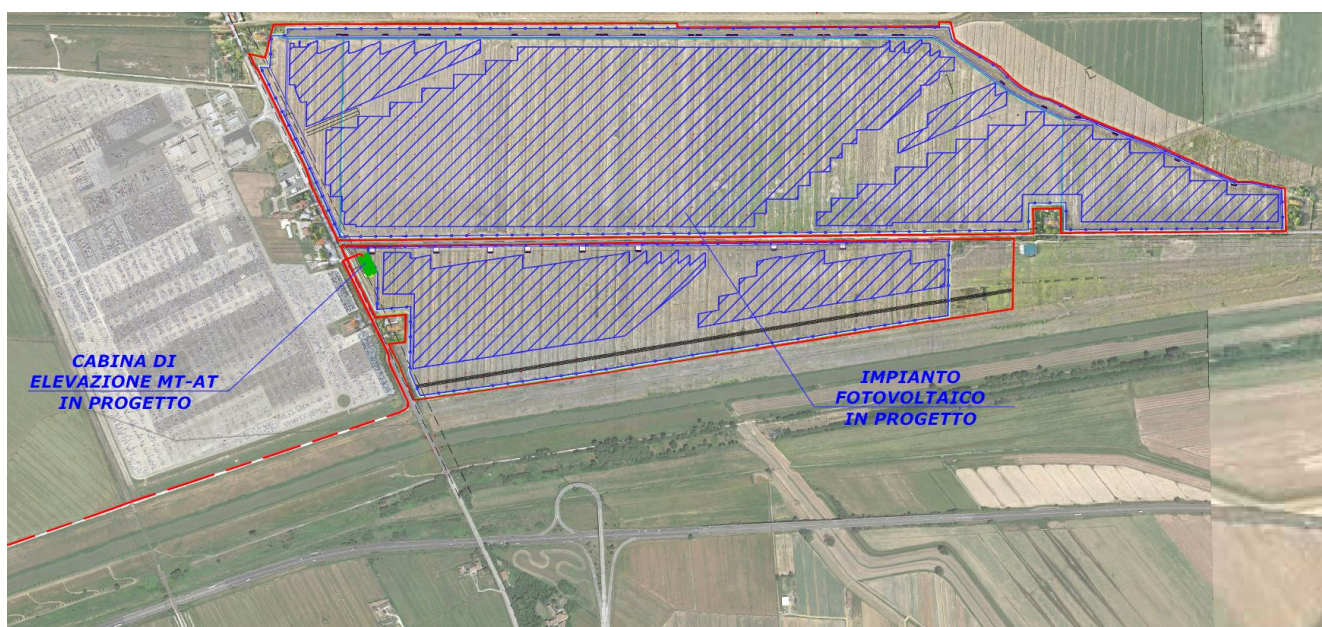 CABINA DI
ELEVAZIONE MT-AT
IN PROGETTO
IMPIANTO
FOTOVOLTAICO
IN PROGETTO